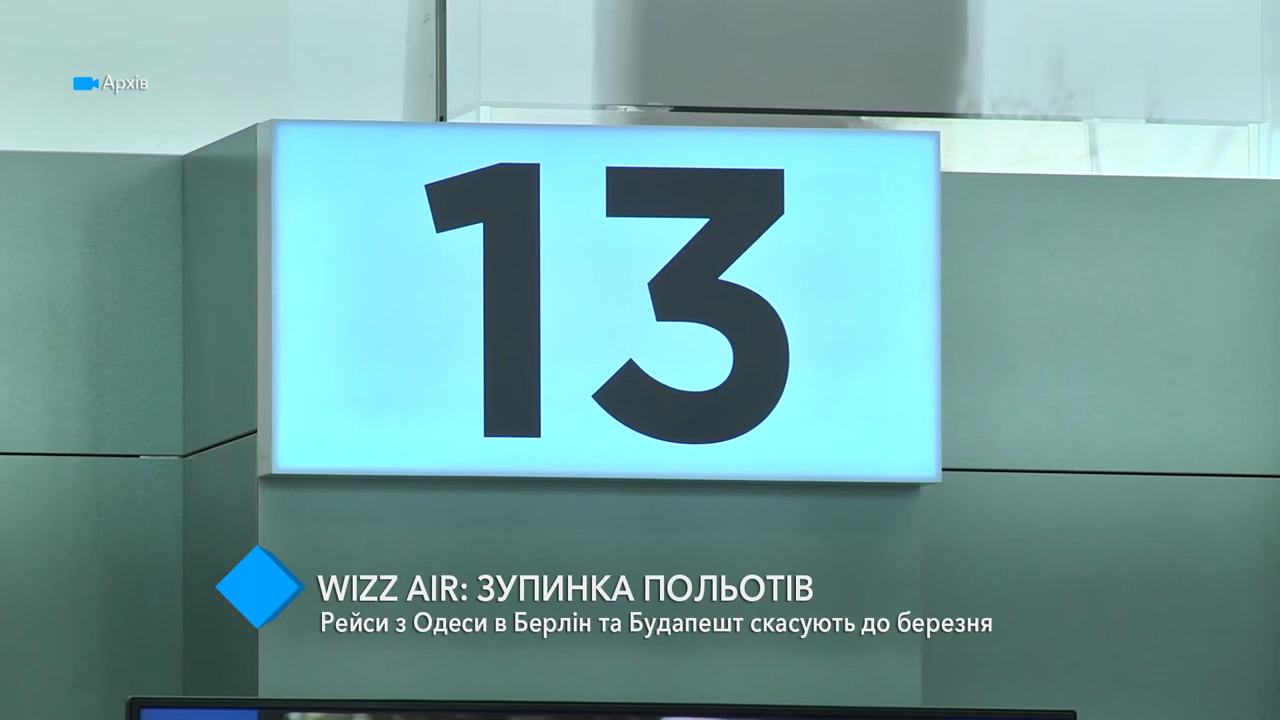 Архів
13
WIZZ AIR: ЗУПИНКА ПОЛЬОТІВ
Рейси з Одеси в Берлін та Будапешт скасують до березня